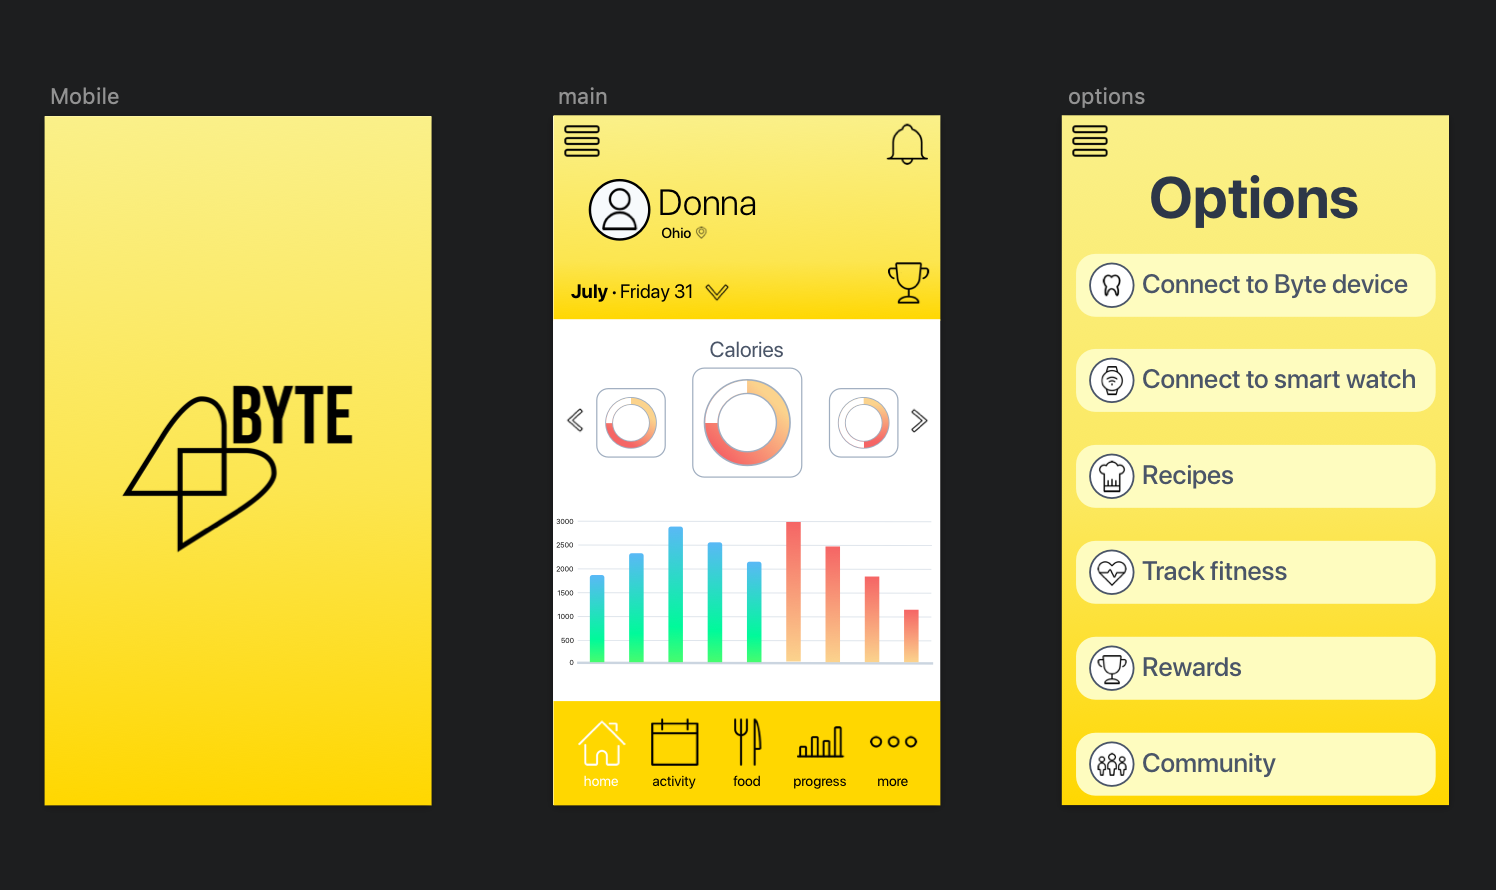 Mobile
BYTE
main
Donna
Ohio
July · Friday 31
Calories
3000
2500
2000
1500
1000
500
0
home
activity
food
progress
more
options
Options
Connect to Byte device
Connect to smart watch
Recipes
Track fitness
Rewards
Community